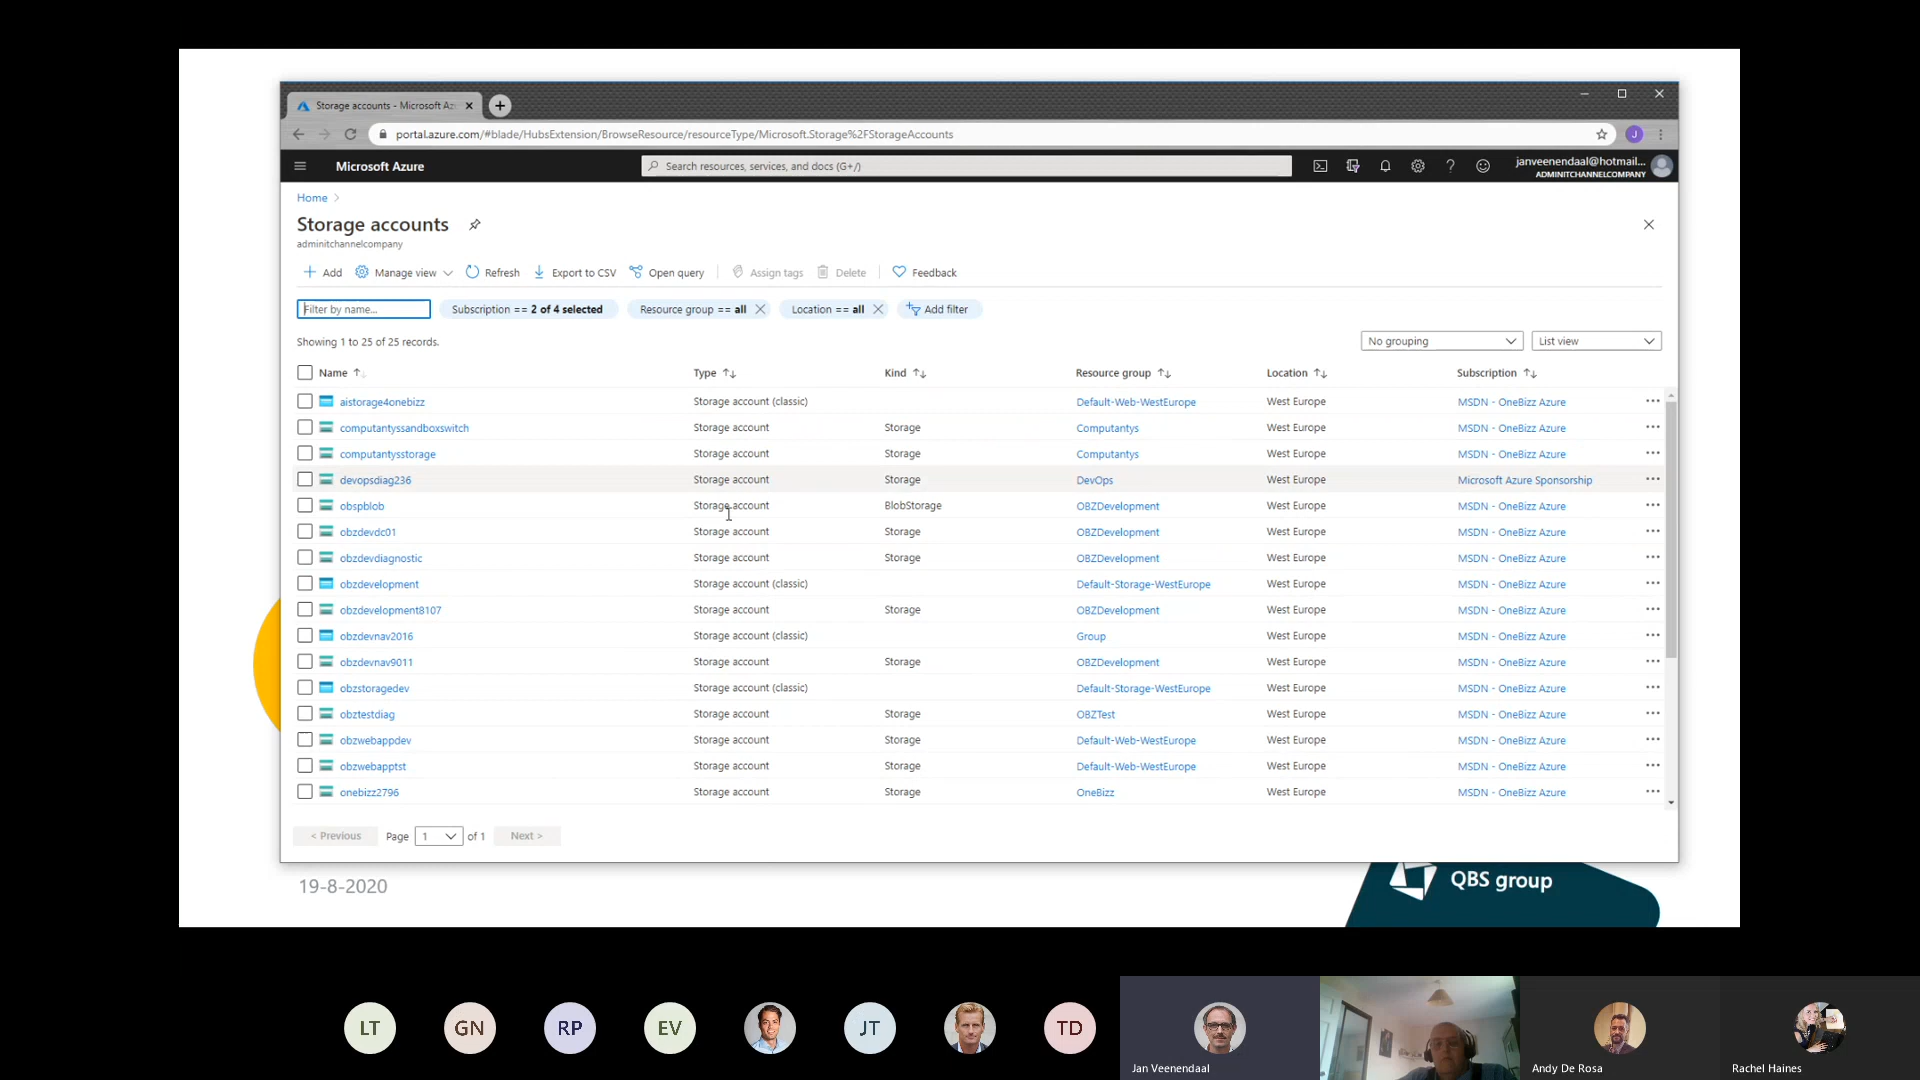 Storage accounts - Microsoft Az
portal.azure.com/#blade/HubsExtension/BrowseResource/resourceType/Microsoft.Storage%2FStorageAccounts
J
Microsoft Azure
Search resources, services, and docs (G+/)
janveenendaal@hotmail...
ADMINITCHANNELCOMPANY
Home >
Storage accounts
adminitchannelcompany
Add Manage view Refresh Export to CSV Open query Assign tags Delete Feedback
Filter by name... Subscription == 2 of 4 selected Resource group == all Location == all Add filter
Showing 1 to 25 of 25 records. No grouping List view
Name Type Kind Resource group Location Subscription
aistorage4onebizz Storage account (classic) Default-Web-WestEurope West Europe MSDN - OneBizz Azure
computantyssandboxswitch Storage account Storage Computantys West Europe MSDN - OneBizz Azure
computantysstorage Storage account Storage Computantys West Europe MSDN - OneBizz Azure
devopsdiag236 Storage account Storage DevOps West Europe Microsoft Azure Sponsorship
obspblob Storage account BlobStorage OBZDevelopment West Europe MSDN - OneBizz Azure
obzdevdc01 Storage account Storage OBZDevelopment West Europe MSDN - OneBizz Azure
obzdevdiagnostic Storage account Storage OBZDevelopment West Europe MSDN - OneBizz Azure
obzdevelopment Storage account (classic) Default-Storage-WestEurope West Europe MSDN - OneBizz Azure
obzdevelopment8107 Storage account Storage OBZDevelopment West Europe MSDN - OneBizz Azure
obzdevnav2016 Storage account (classic) Group West Europe MSDN - OneBizz Azure
obzdevnav9011 Storage account Storage OBZDevelopment West Europe MSDN - OneBizz Azure
obzstoragedev Storage account (classic) Default-Storage-WestEurope West Europe MSDN - OneBizz Azure
obztestdiag Storage account Storage OBZTest West Europe MSDN - OneBizz Azure
obzwebappdev Storage account Storage Default-Web-WestEurope West Europe MSDN - OneBizz Azure
obzwebapptst Storage account Storage Default-Web-WestEurope West Europe MSDN - OneBizz Azure
onebizz2796 Storage account Storage OneBizz West Europe MSDN - OneBizz Azure
< Previous Page 1 of 1 Next >
19-8-2020
QBS group
LT GN RP EV JT TD
Jan Veenendaal Andy De Rosa Rachel Haines